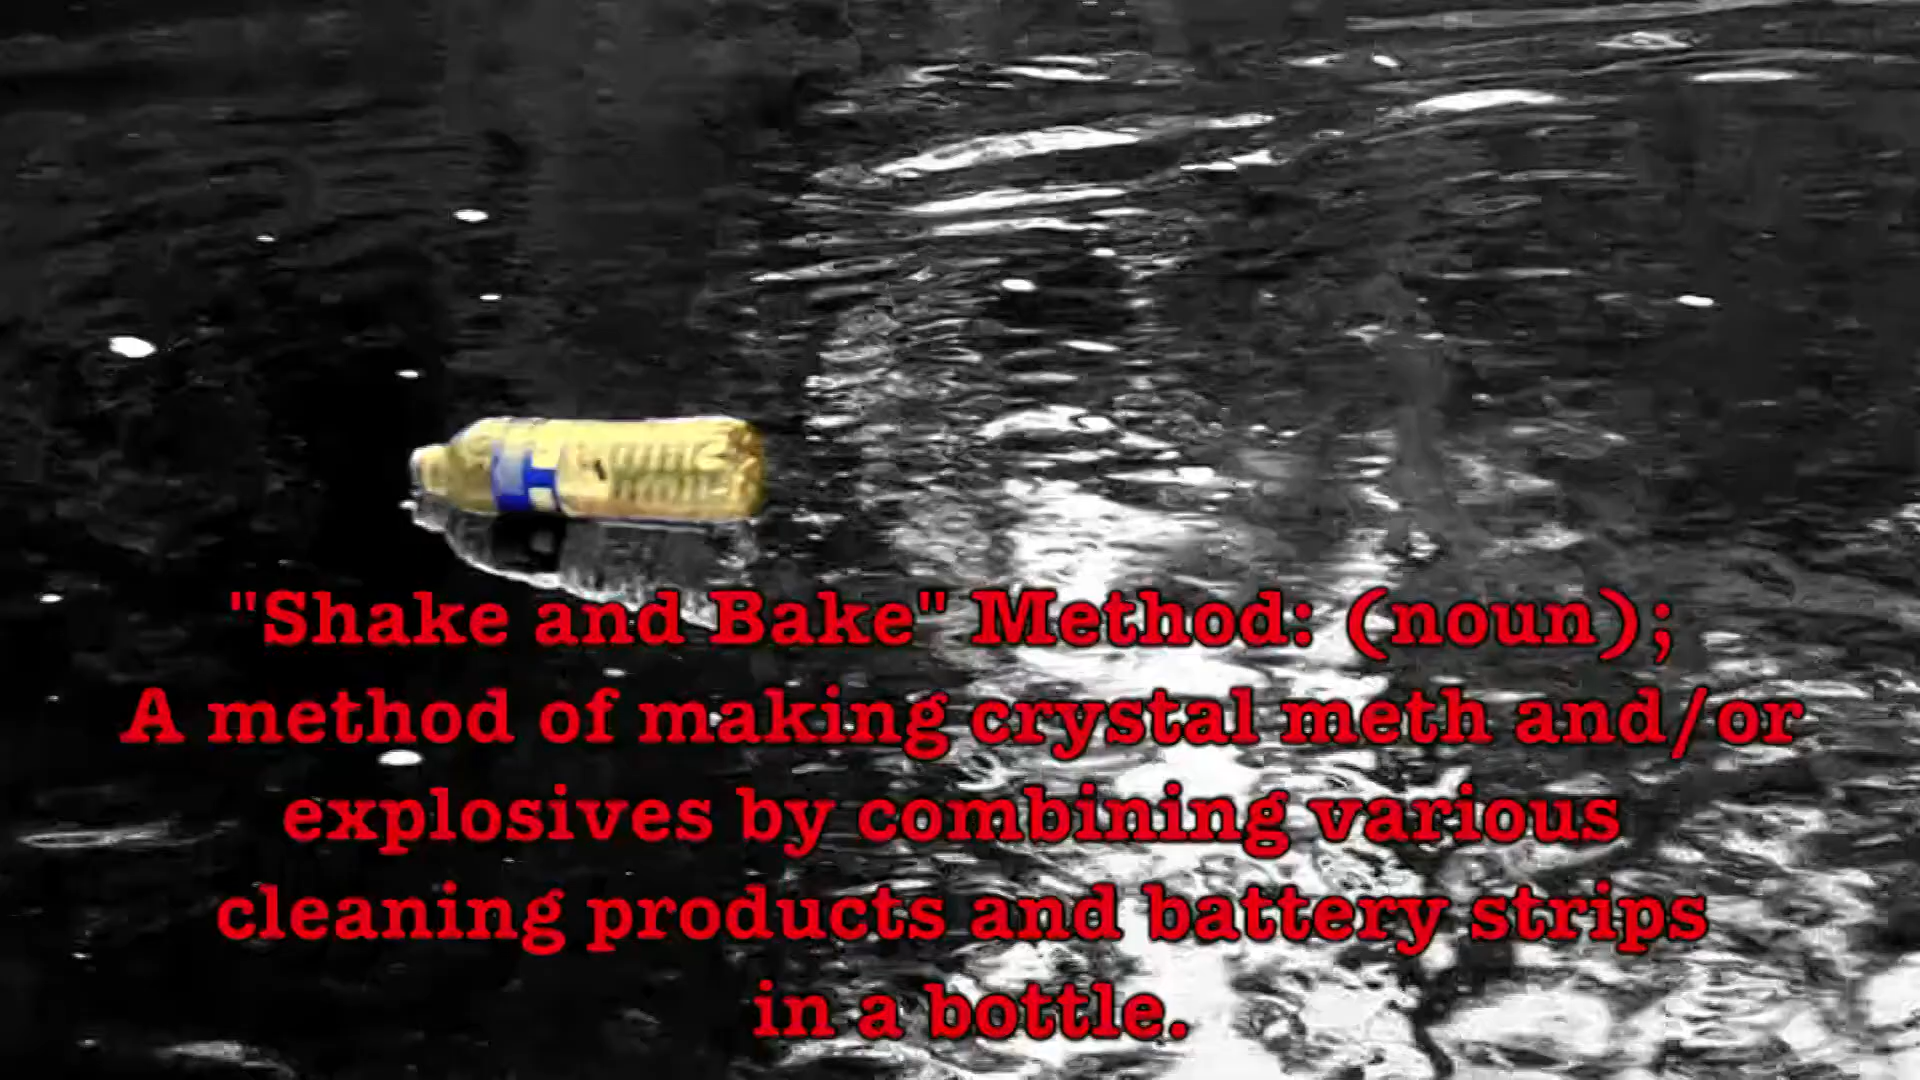 "Shake and Bake" Method: (noun);
A method of making crystal meth and/or
explosives by combining various
cleaning products and battery strips
in a bottle.